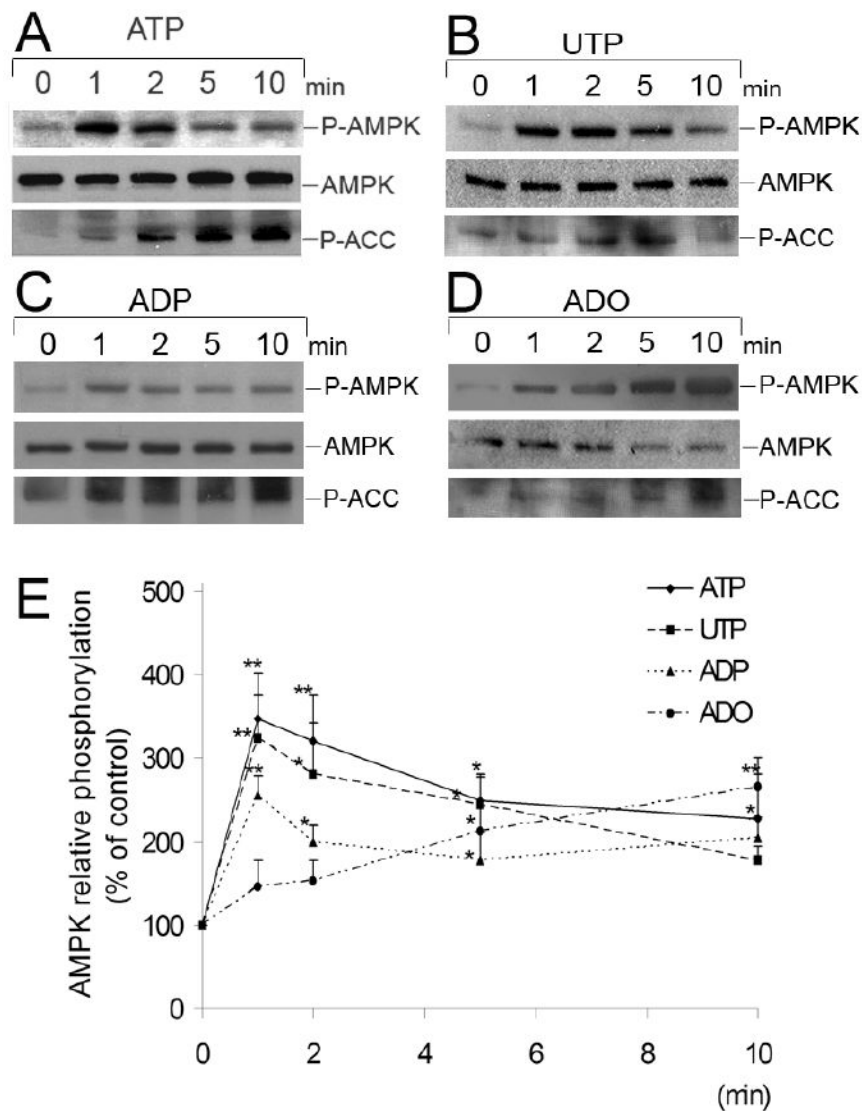 A
ATP
0 1 2 5 10 min
P-AMPK
AMPK
P-ACC
B
UTP
0 1 2 5 10 min
P-AMPK
AMPK
P-ACC
C
ADP
0 1 2 5 10 min
P-AMPK
AMPK
P-ACC
D
ADO
0 1 2 5 10 min
P-AMPK
AMPK
P-ACC
E
AMPK relative phosphorylation
(% of control)
500
400
300
200
100
0
ATP
UTP
ADP
ADO
**
**
**
**
*
*
*
*
*
*
**
*
0 2 4 6 8 10
(min)